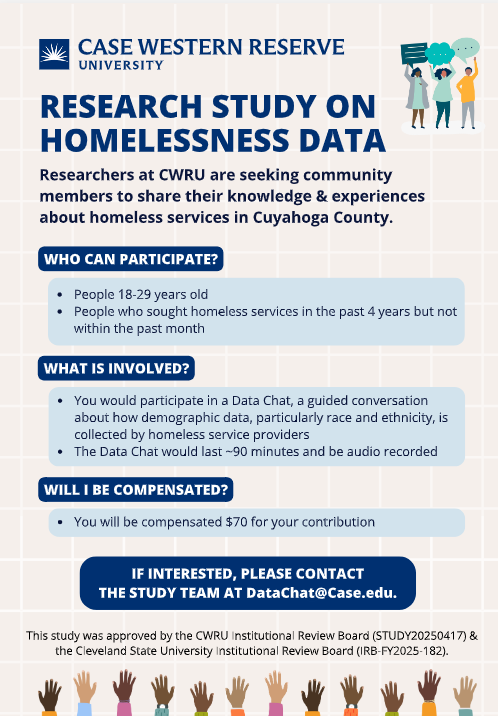 CASE WESTERN RESERVE
UNIVERSITY
RESEARCH STUDY ON
HOMELESSNESS DATA
Researchers at CWRU are seeking community
members to share their knowledge & experiences
about homeless services in Cuyahoga County.
WHO CAN PARTICIPATE?
• People 18-29 years old
• People who sought homeless services in the past 4 years but not
within the past month
WHAT IS INVOLVED?
• You would participate in a Data Chat, a guided conversation
about how demographic data, particularly race and ethnicity, is
collected by homeless service providers
• The Data Chat would last ~90 minutes and be audio recorded
WILL I BE COMPENSATED?
• You will be compensated $70 for your contribution
IF INTERESTED, PLEASE CONTACT
THE STUDY TEAM AT DataChat@Case.edu.
This study was approved by the CWRU Institutional Review Board (STUDY20250417) &
the Cleveland State University Institutional Review Board (IRB-FY2025-182).